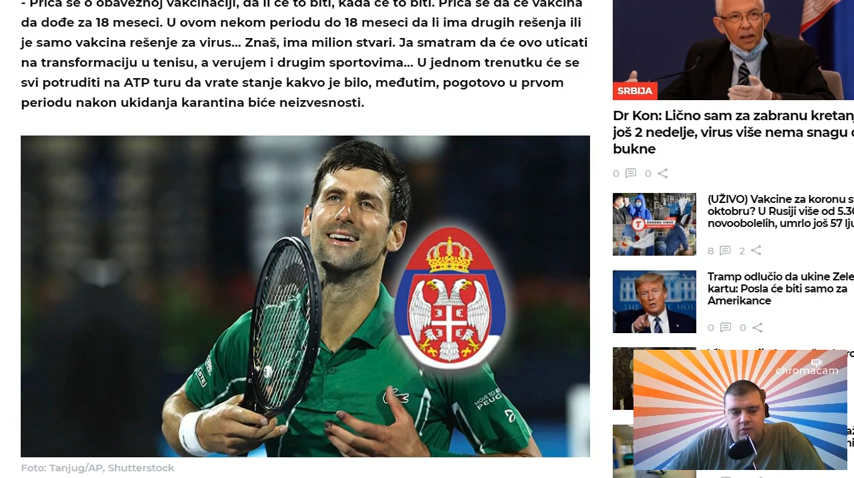 - Priča se o obaveznoj vakcinaciji, da li će to biti, kada će to biti. Priča se da će vakcina
da dođe za 18 meseci. U ovom nekom periodu do 18 meseci da li ima drugih rešenja ili
je samo vakcina rešenje za virus... Znaš, ima milion stvari. Ja smatram da će ovo uticati
na transformaciju u tenisu, a verujem i drugim sportovima... U jednom trenutku će se
svi potruditi na ATP turu da vrate stanje kakvo je bilo, međutim, pogotovo u prvom
periodu nakon ukidanja karantina biće neizvesnosti.
Foto: Tanjug/AP, Shutterstock
SRBIJA
Dr Kon: Lično sam za zabranu kretan
još 2 nedelje, virus više nema snagu
bukne
0 0
(UŽIVO) Vakcine za koronu
oktobru? U Rusiji više od 5.3
novoobolelih, umrlo još 57
8 2
Tramp odlučio da ukine Zele
kartu: Posla će biti samo za
Amerikance
0 0
chromacam